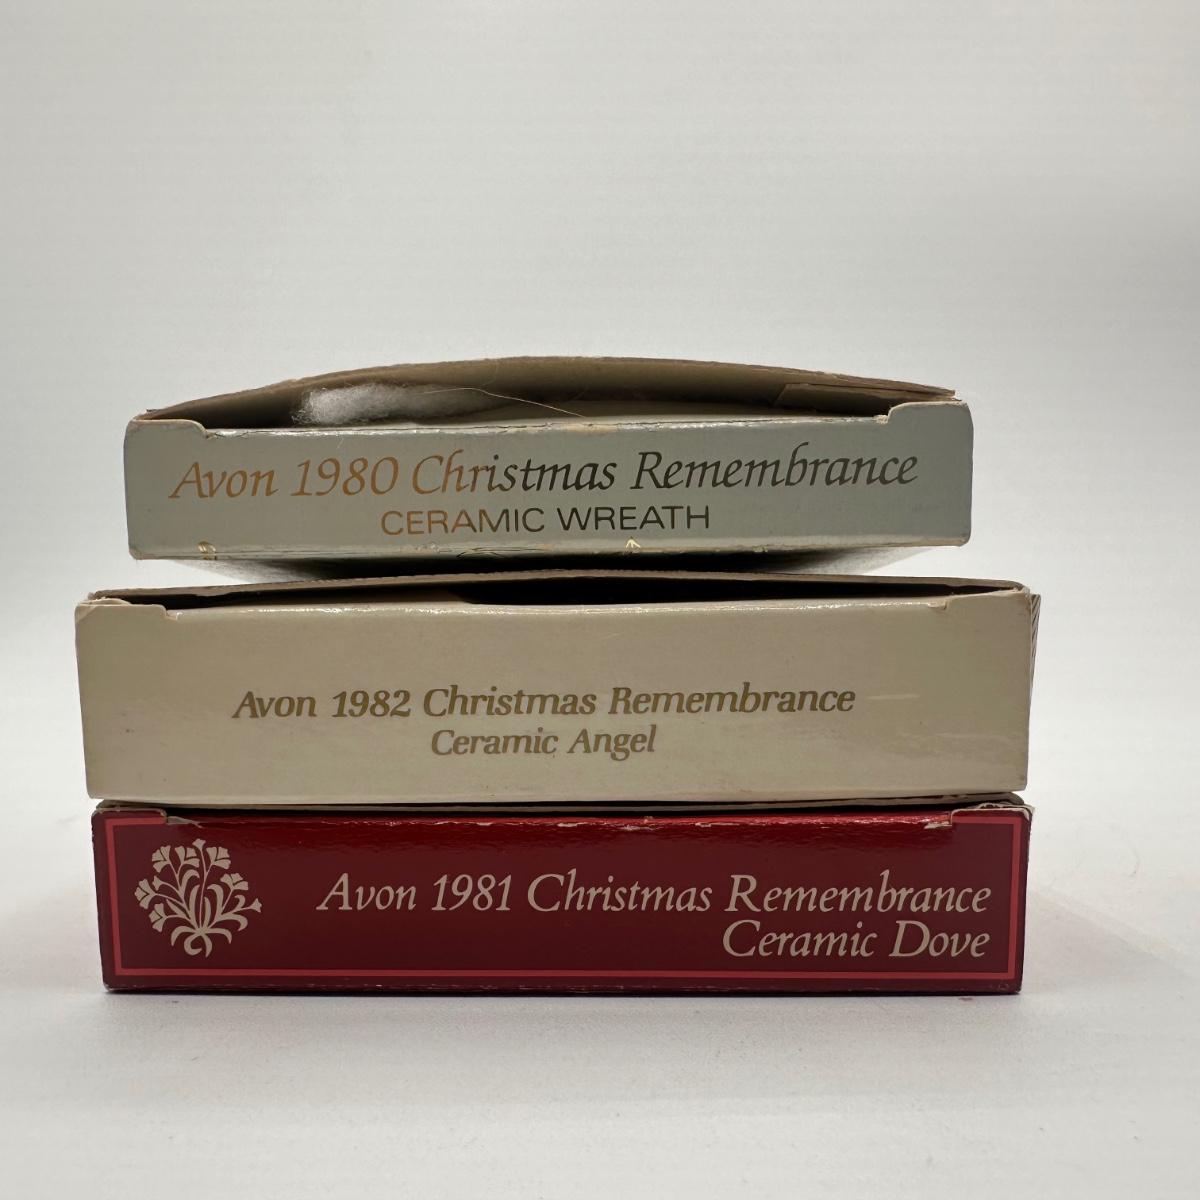 Avon 1980 Christmas Remembrance
CERAMIC WREATH
Avon 1982 Christmas Remembrance
Ceramic Angel
Avon 1981 Christmas Remembrance
Ceramic Dove